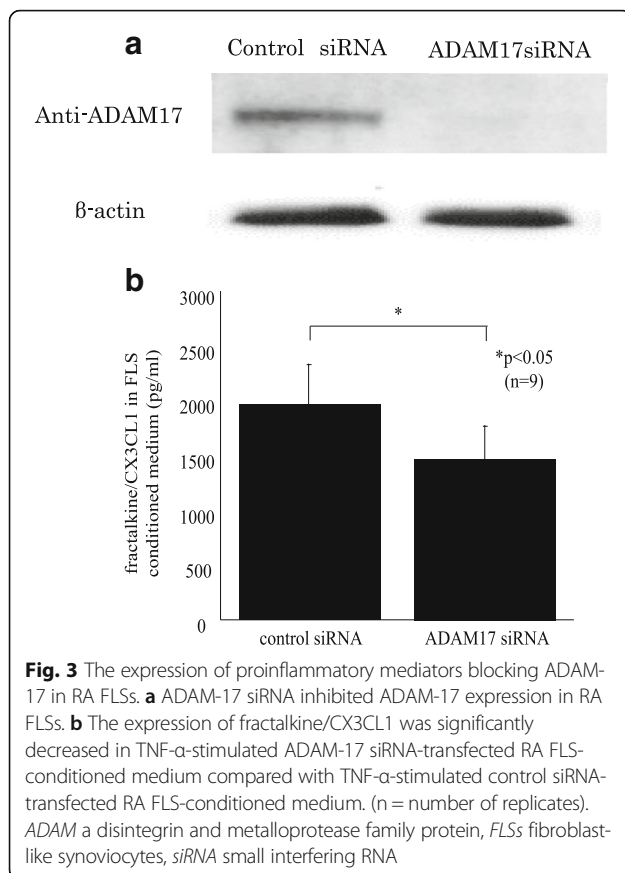 a
Control siRNA ADAM17siRNA
Anti-ADAM17
β-actin
b
fractalkine/CX3CL1 in FLS
conditioned medium (pg/ml)
3000
2500
2000
1500
1000
500
0
*
*p<0.05
(n=9)
control siRNA ADAM17 siRNA
Fig. 3 The expression of proinflammatory mediators blocking ADAM-
17 in RA FLSs. a ADAM-17 siRNA inhibited ADAM-17 expression in RA
FLSs. b The expression of fractalkine/CX3CL1 was significantly
decreased in TNF-α-stimulated ADAM-17 siRNA-transfected RA FLS-
conditioned medium compared with TNF-α-stimulated control siRNA-
transfected RA FLS-conditioned medium. (n = number of replicates).
ADAM a disintegrin and metalloprotease family protein, FLSs fibroblast-
like synoviocytes, siRNA small interfering RNA